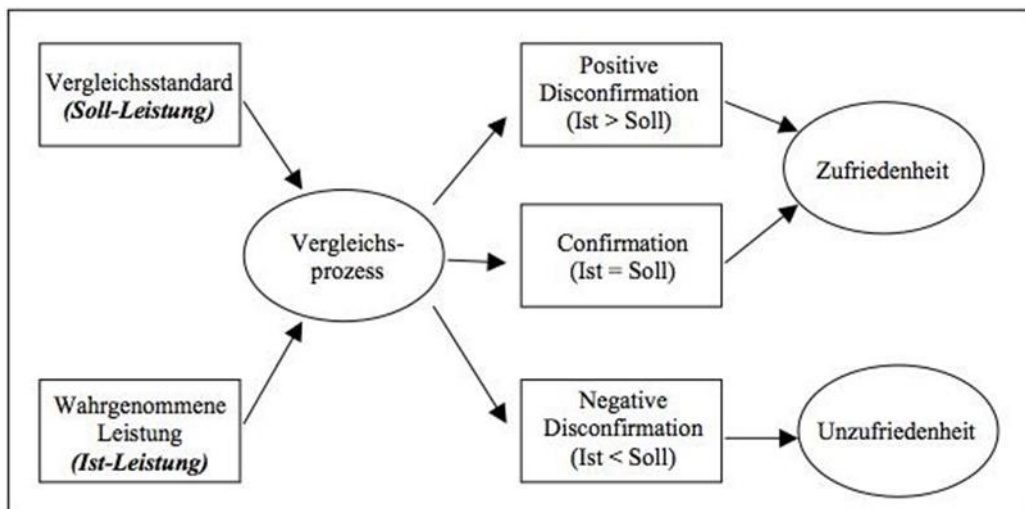 Vergleichsstandard
(Soll-Leistung)
Wahrgenommene
Leistung
(Ist-Leistung)
Vergleichs-
prozess
Positive
Disconfirmation
(Ist > Soll)
Confirmation
(Ist = Soll)
Negative
Disconfirmation
(Ist < Soll)
Zufriedenheit
Unzufriedenheit